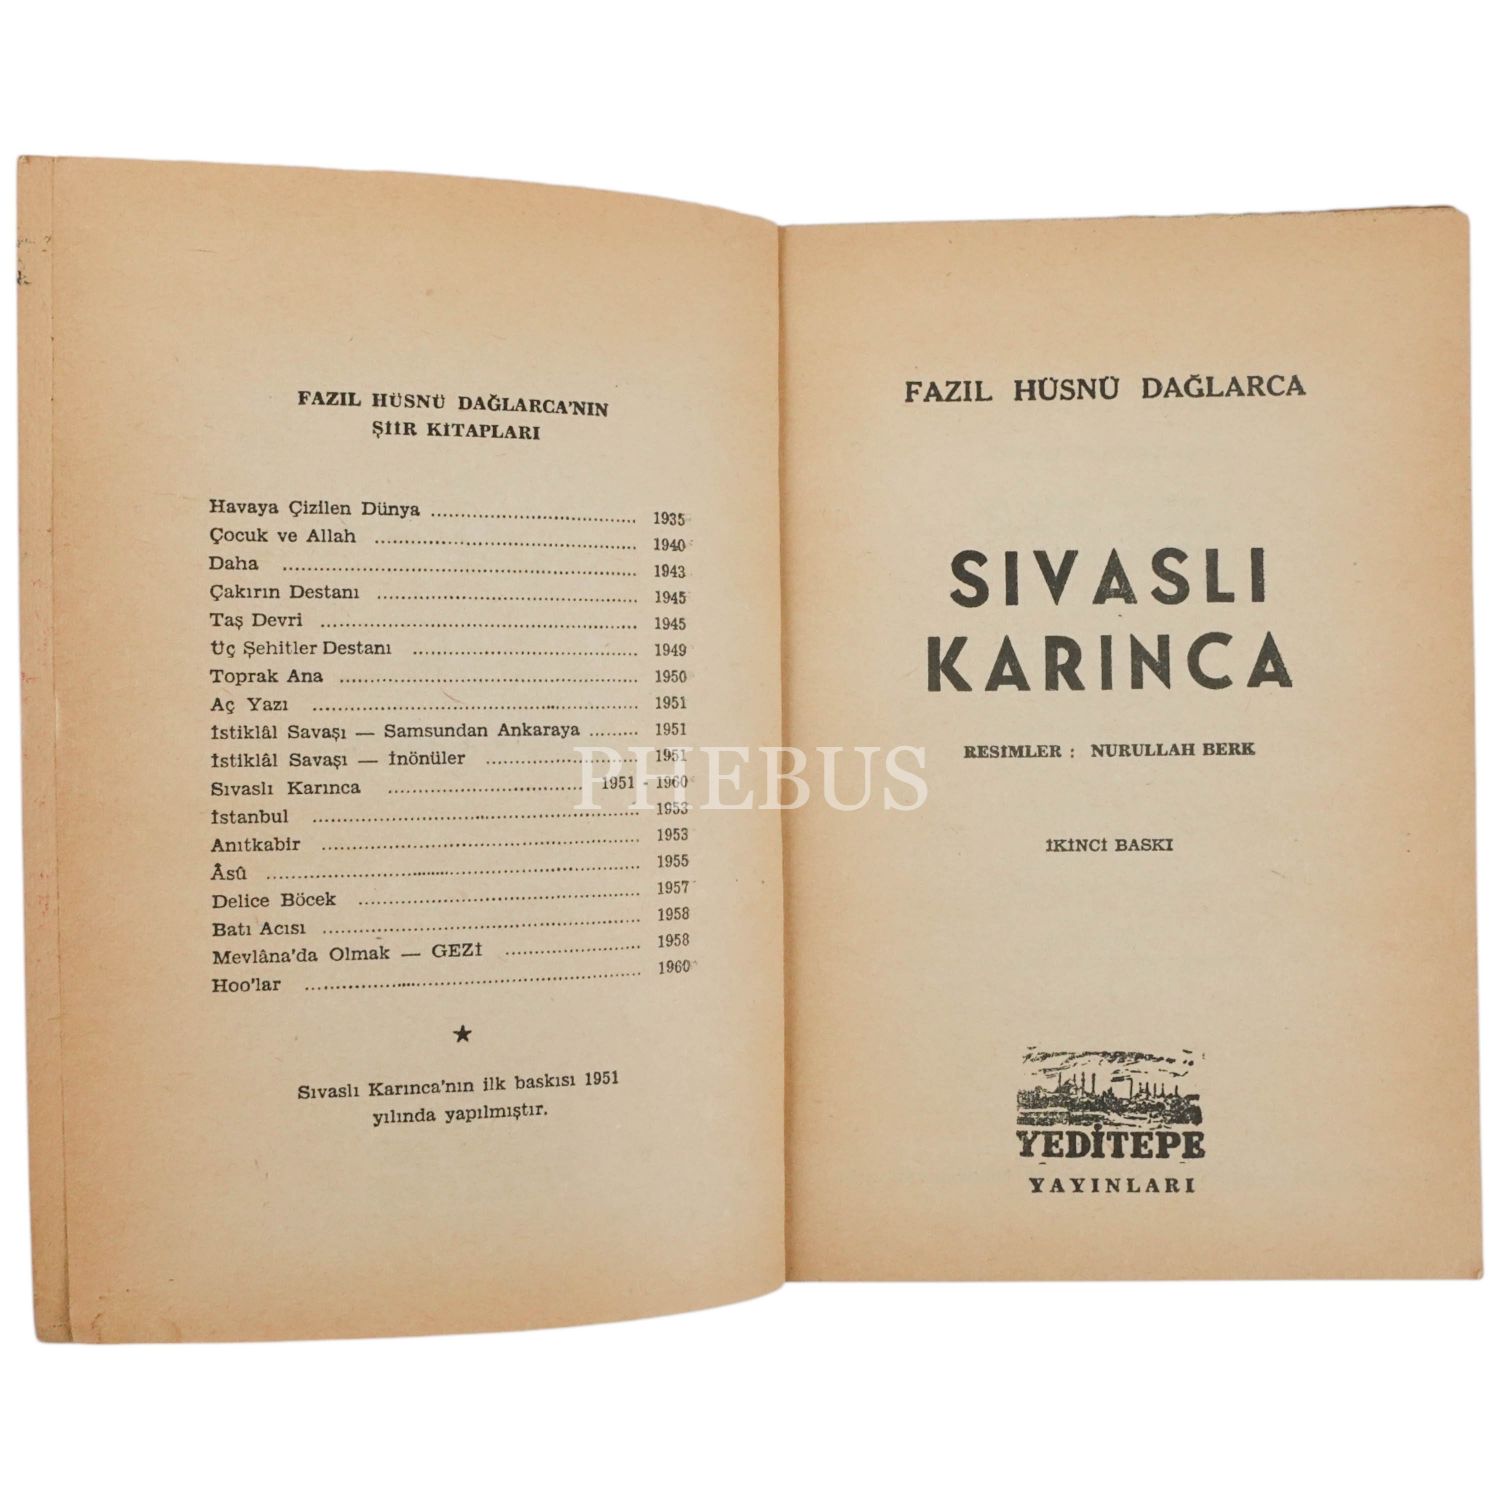 FAZIL HÜSNÜ DAĞLARCA'NIN
ŞİİR KİTAPLARI
Havaya Çizilen Dünya ........ 1935
Çocuk ve Allah ........ 1940
Daha ........ 1943
Çakırın Destanı ........ 1945
Taş Devri ........ 1945
Üç Şehitler Destanı ........ 1949
Toprak Ana ........ 1950
Aç Yazı ........ 1951
İstiklâl Savaşı — Samsundan Ankaraya ........ 1951
İstiklâl Savaşı — İnönüler ........ 1951
Sıvaslı Karınca ........ 1951 - 1960
İstanbul ........ 1953
Anıtkabir ........ 1953
Âsû ........ 1955
Delice Böcek ........ 1957
Batı Acısı ........ 1958
Mevlâna'da Olmak — GEZİ ........ 1958
Hoo'lar ........ 1960
★
Sıvaslı Karınca'nın ilk baskısı 1951
yılında yapılmıştır.
FAZIL HÜSNÜ DAĞLARCA
SIVASLI
KARINCA
RESİMLER : NURULLAH BERK
İKİNCİ BASKI
YEDİTEPE
YAYINLARI
PHEBUS